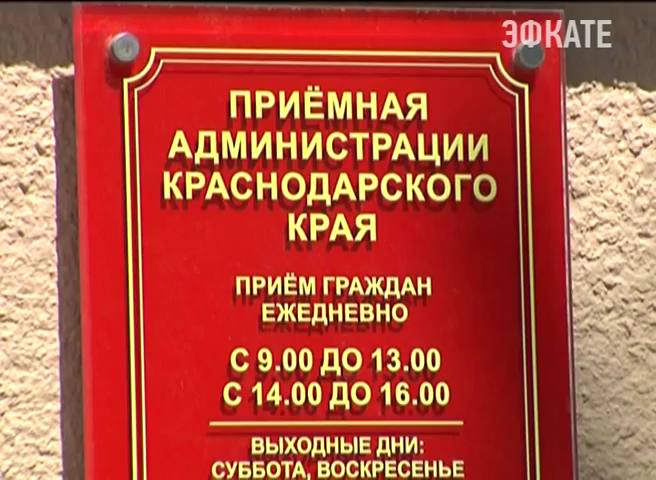 ЭФКАТЕ
ПРИЁМНАЯ
АДМИНИСТРАЦИИ
КРАСНОДАРСКОГО
КРАЯ
ПРИЁМ ГРАЖДАН
ЕЖЕДНЕВНО
С 9.00 ДО 13.00
С 14.00 ДО 16.00
ВЫХОДНЫЕ ДНИ:
СУББОТА, ВОСКРЕСЕНЬЕ